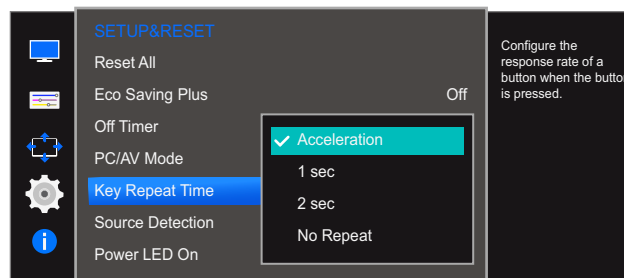 SETUP&RESET
Reset All
Eco Saving Plus Off
Off Timer
PC/AV Mode
Key Repeat Time
Source Detection
Power LED On
Acceleration
1 sec
2 sec
No Repeat
Configure the
response rate of a
button when the button
is pressed.